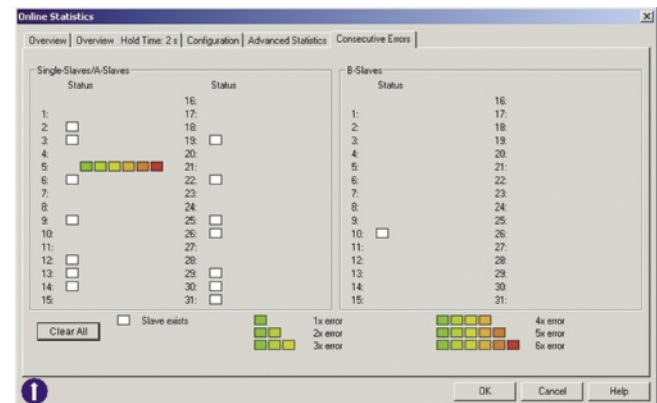 Online Statistics
Overview Overview Hold Time: 2 s Configuration Advanced Statistics Consecutive Errors
Single-Slaves/A-Slaves B-Slaves
Status Status Status
16: 16:
1: 17: 1: 17:
2: 18: 2: 18:
3: 19: 3: 19:
4: 20: 4: 20:
5: 21: 5: 21:
6: 22: 6: 22:
7: 23: 7: 23:
8: 24: 8: 24:
9: 25: 9: 25:
10: 26: 10: 26:
11: 27: 11: 27:
12: 28: 12: 28:
13: 29: 13: 29:
14: 30: 14: 30:
15: 31: 15: 31:
Clear All Slave exists 1x error 4x error
2x error 5x error
3x error 6x error
OK Cancel Help